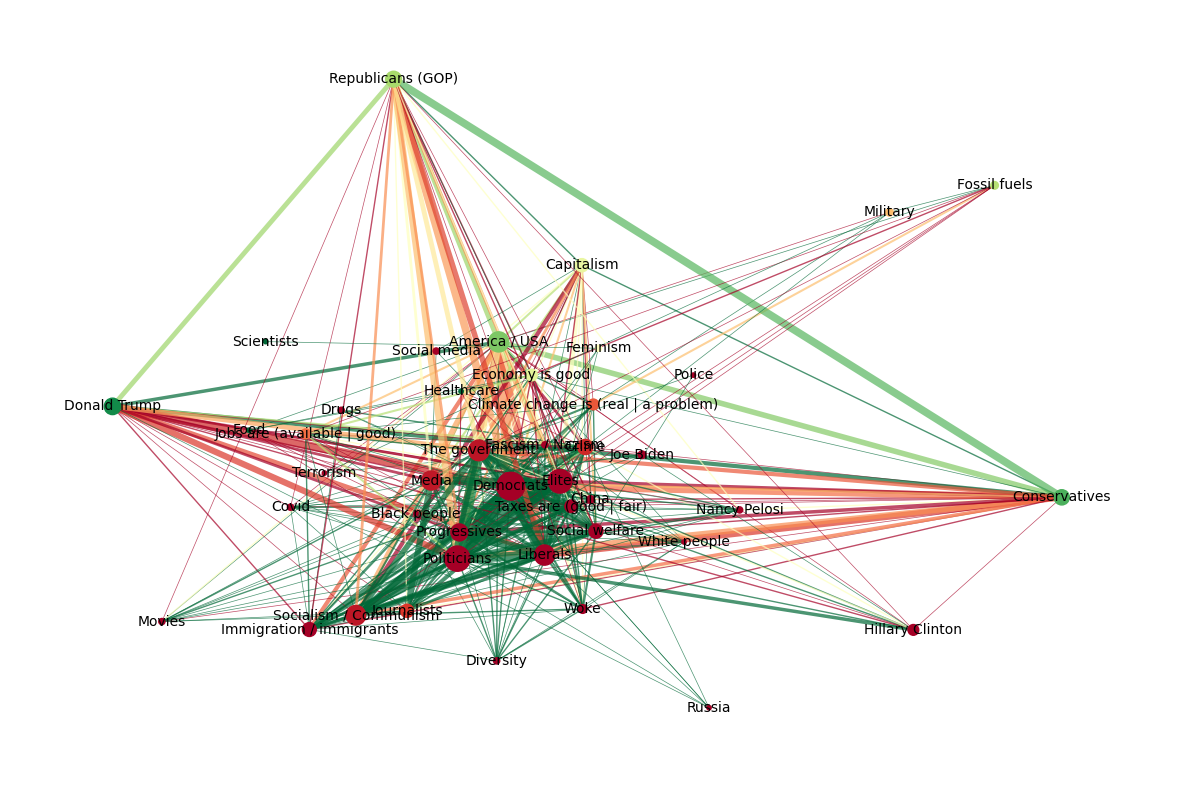 Republicans (GOP)
Fossil fuels
Military
Capitalism
Scientists
America / USA
Social media
Feminism
Economy is good
Police
Healthcare
Climate change is (real | a problem)
Donald Trump
Drugs
Food
Jobs are (available | good)
Fascism / Nazism
Crime
The government
Joe Biden
Terrorism
Media
Elites
Democrats
Conservatives
China
Covid
Taxes are (good | fair)
Nancy Pelosi
Black people
Progressives
Social welfare
White people
Liberals
Politicians
Woke
Journalists
Socialism / Communism
Movies
Immigration / Immigrants
Hillary Clinton
Diversity
Russia